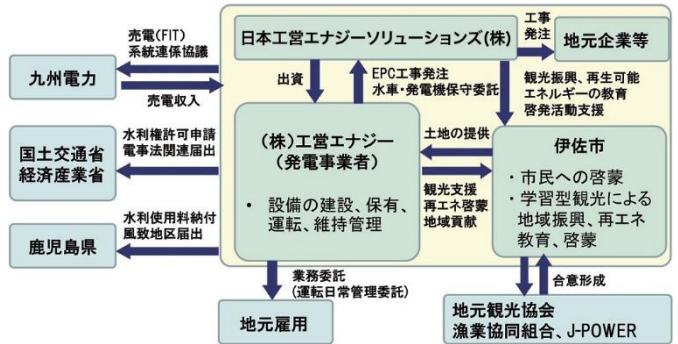 日本工営エナジーソリューションズ(株)
工事
発注
地元企業等
売電(FIT)
系統連係協議
九州電力
売電収入
出資
EPC工事発注
水車・発電機保守委託
観光振興、再生可能
エネルギーの教育
啓発活動支援
国土交通省
経済産業省
水利権許可申請
電事法関連届出
(株)工営エナジー
(発電事業者)
・ 設備の建設、保有、
運転、維持管理
土地の提供
観光支援
再エネ啓蒙
地域貢献
伊佐市
・市民への啓蒙
・学習型観光による
地域振興、再エネ
教育、啓蒙
鹿児島県
水利使用料納付
風致地区届出
業務委託
(運転日常管理委託)
地元雇用
合意形成
地元観光協会
漁業協同組合、J-POWER